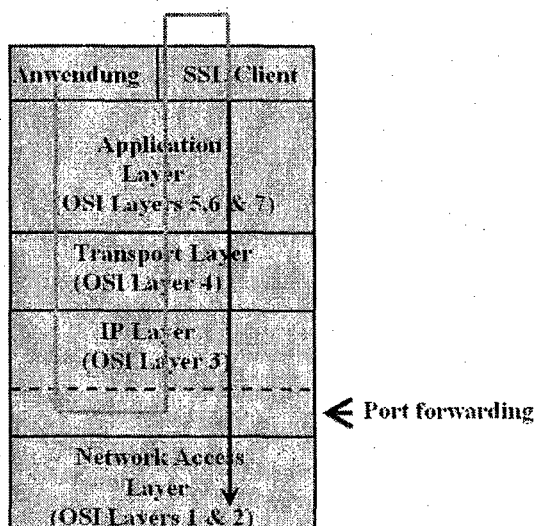 Anwendung
SSL Client
Application
Layer
(OSI Layers 5,6 & 7)
Transport Layer
(OSI Layer 4)
IP Layer
(OSI Layer 3)
Port forwarding
Network Access
Layer
(OSI Layers 1 & 2)